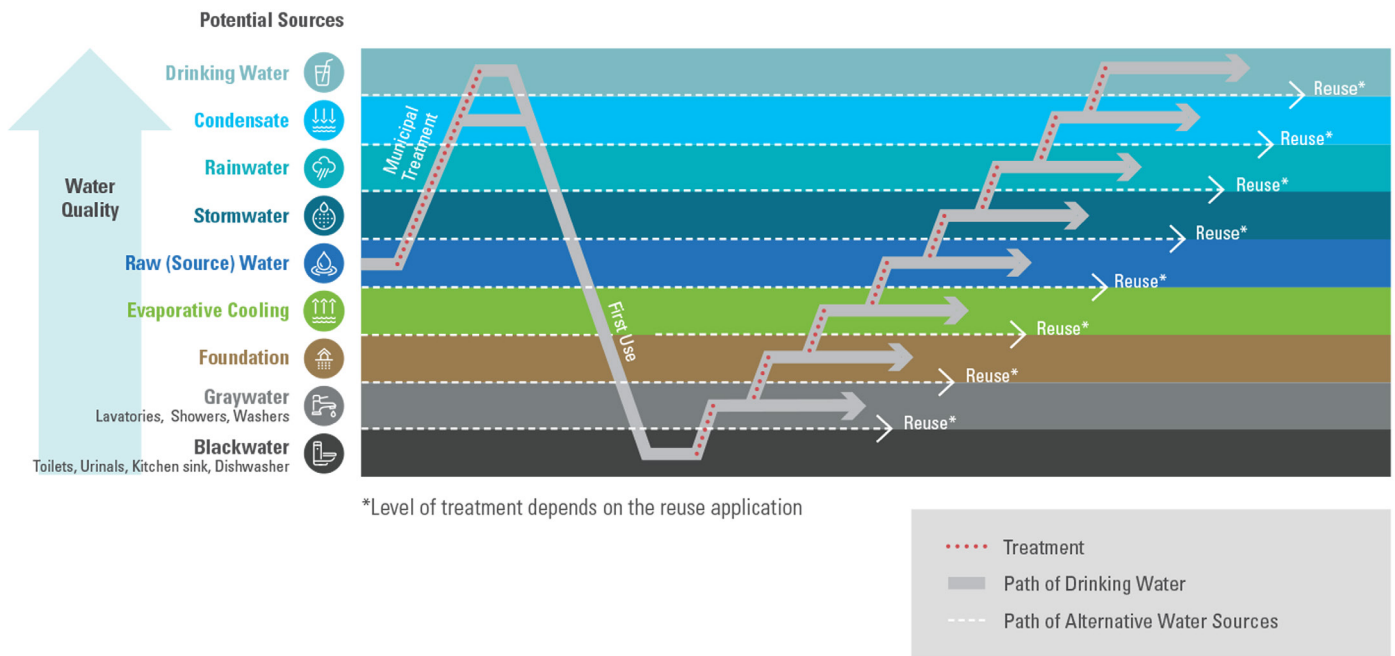 Potential Sources
Drinking Water
Condensate
Rainwater
Stormwater
Raw (Source) Water
Evaporative Cooling
Foundation
Graywater
Lavatories, Showers, Washers
Blackwater
Toilets, Urinals, Kitchen sink, Dishwasher
Water
Quality
Municipal
Treatment
First Use
Reuse*
Reuse*
Reuse*
Reuse*
Reuse*
Reuse*
Reuse*
Reuse*
*Level of treatment depends on the reuse application
Treatment
Path of Drinking Water
Path of Alternative Water Sources